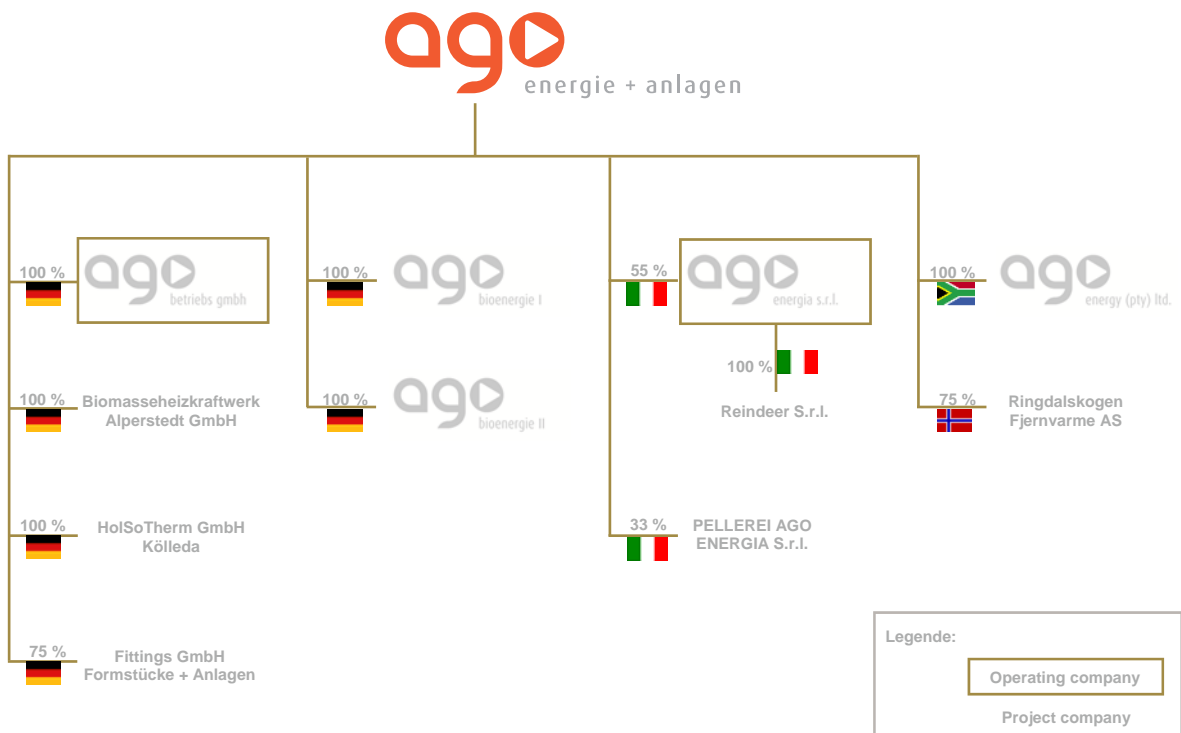 ago
energie + anlagen
100 %
ago
betriebs gmbh
100 %
ago
bioenergie I
55 %
ago
energia s.r.l.
100 %
ago
energy (pty) ltd.
100 %
Reindeer S.r.l.
100 %
Biomasseheizkraftwerk
Alperstedt GmbH
100 %
ago
bioenergie II
75 %
Ringdalskogen
Fjernvarme AS
100 %
HolSoTherm GmbH
Kölleda
33 %
PELLEREI AGO
ENERGIA S.r.l.
75 %
Fittings GmbH
Formstücke + Anlagen
Legende:
Operating company
Project company